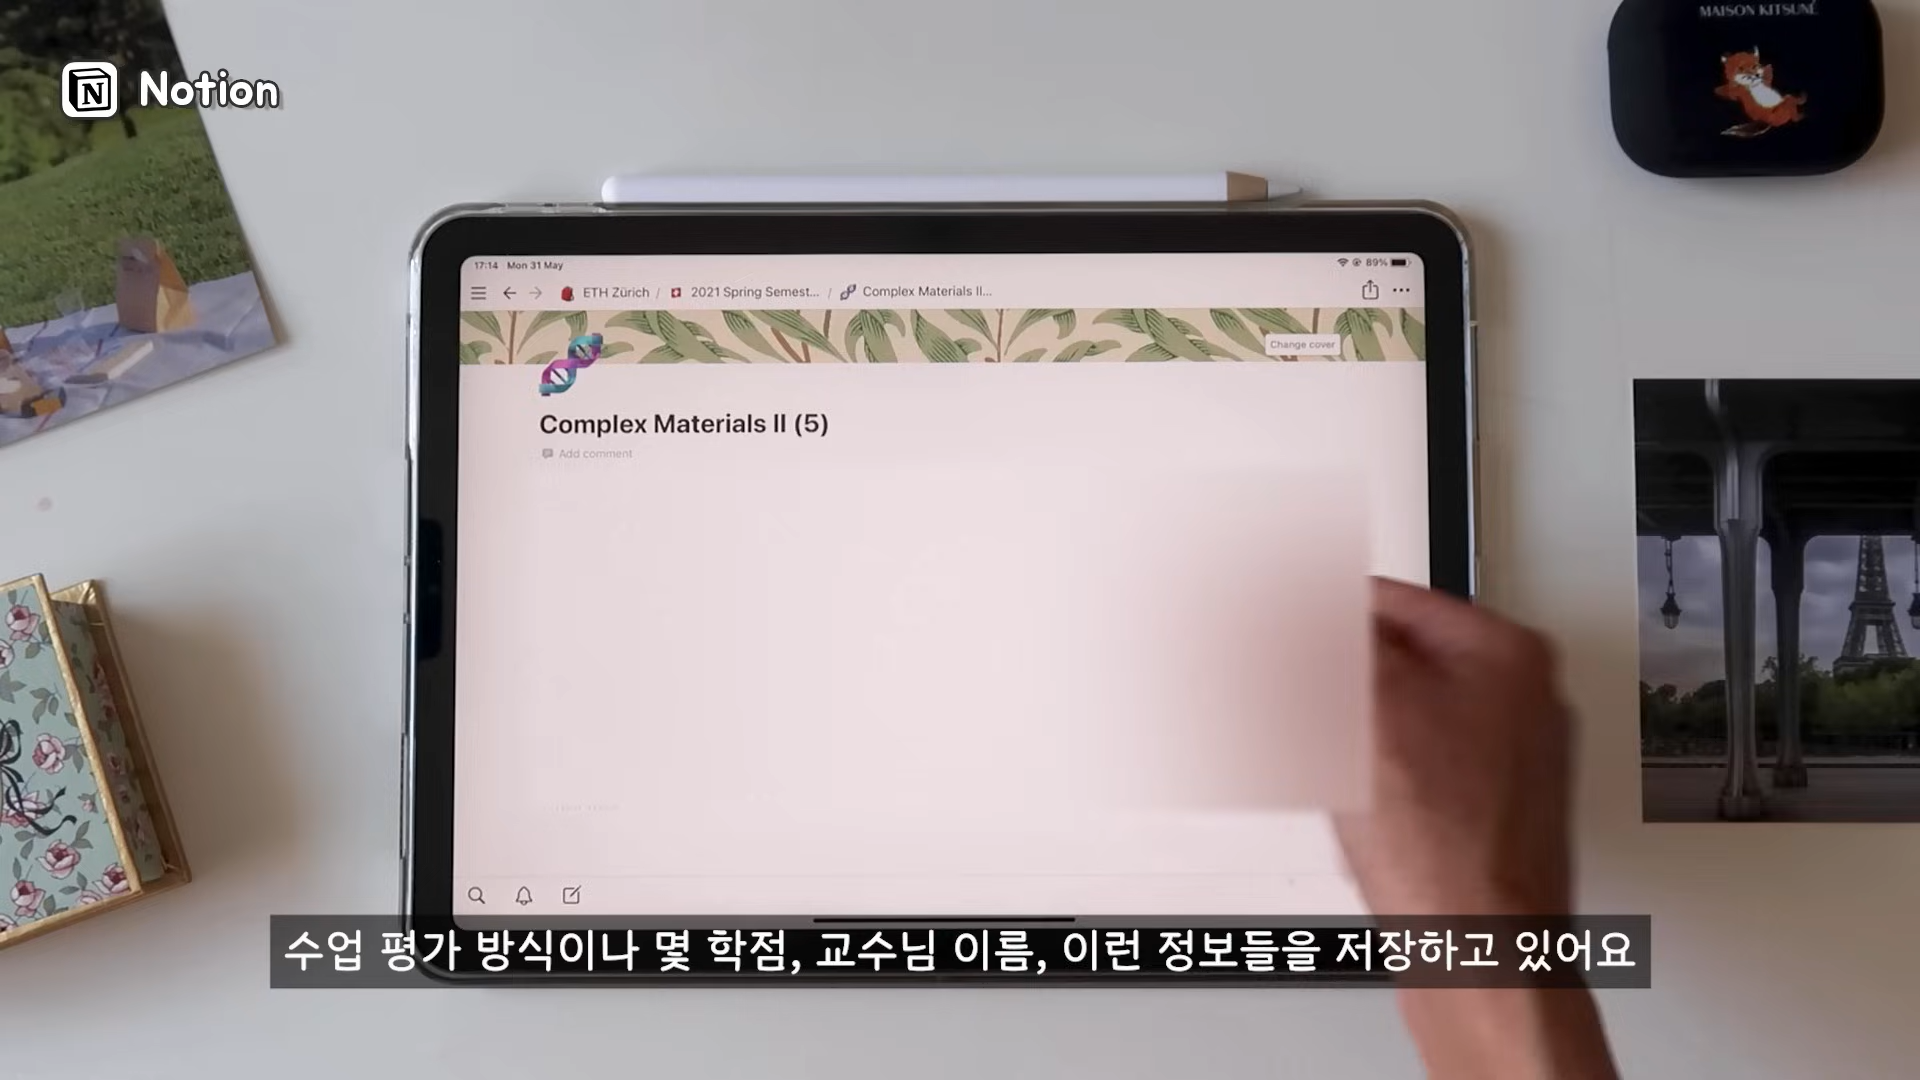 MAISON KITSUNÉ
Notion
17:14 Mon 31 May
89%
ETH Zürich / 2021 Spring Semest... / Complex Materials II...
Change cover
Complex Materials II (5)
Add comment
수업 평가 방식이나 몇 학점, 교수님 이름, 이런 정보들을 저장하고 있어요